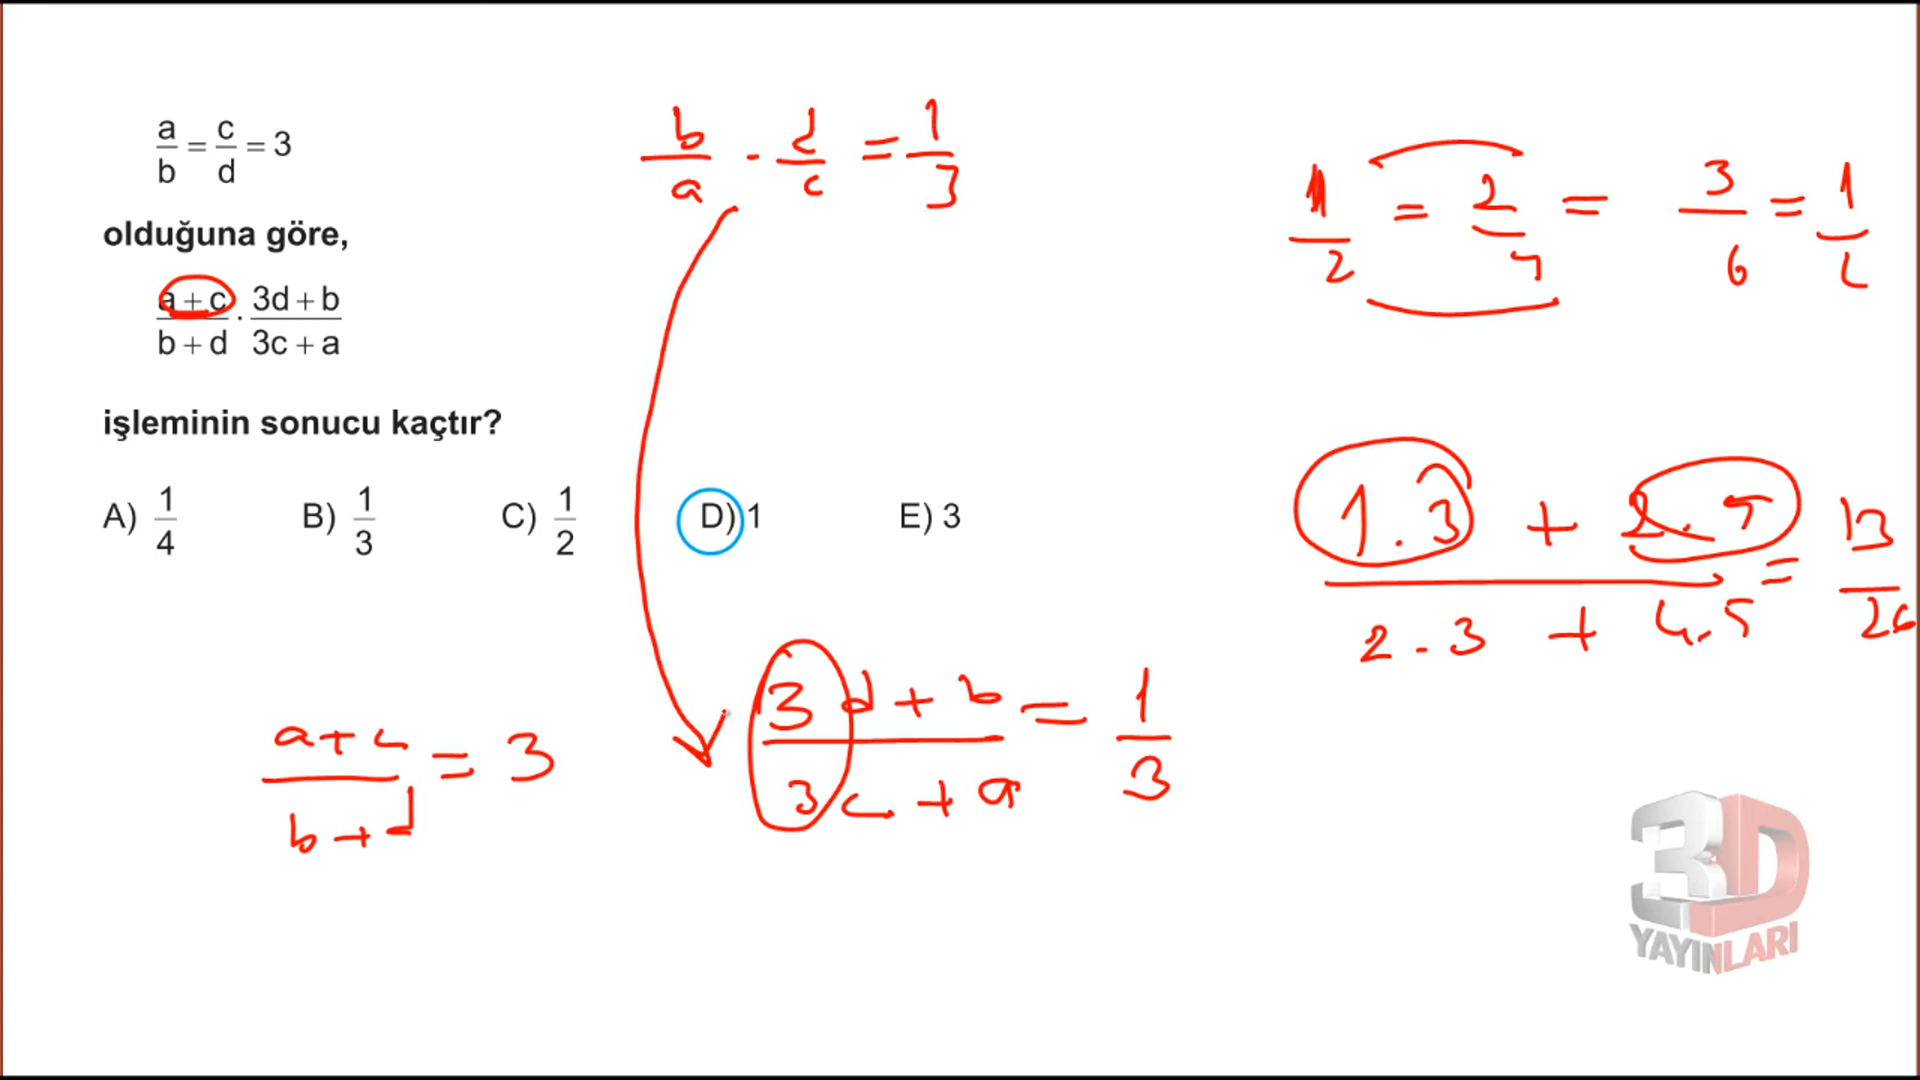 a/b = c/d = 3
olduğuna göre,
a + c / b + d · 3d + b / 3c + a
işleminin sonucu kaçtır?
A) 1/4 B) 1/3 C) 1/2 D) 1 E) 3
b/a · d/c = 1/3
a+c / b+d = 3
3d+b / 3c+a = 1/3
1/2 = 2/4 = 3/6 = 1/2
1.3 + 2.5 / 2.3 + 4.5 = 13/26
3D
YAYINLARI